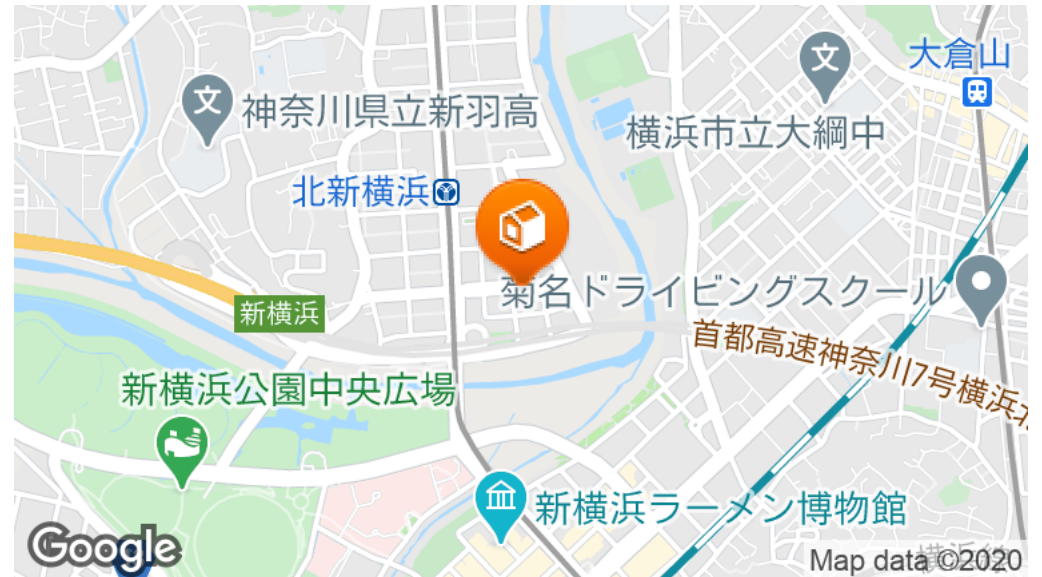 大倉山
文
文
神奈川県立新羽高
横浜市立大綱中
北新横浜
菊名ドライビングスクール
新横浜
首都高速神奈川7号横浜北
新横浜公園中央広場
新横浜ラーメン博物館
Google
Map data ©2020